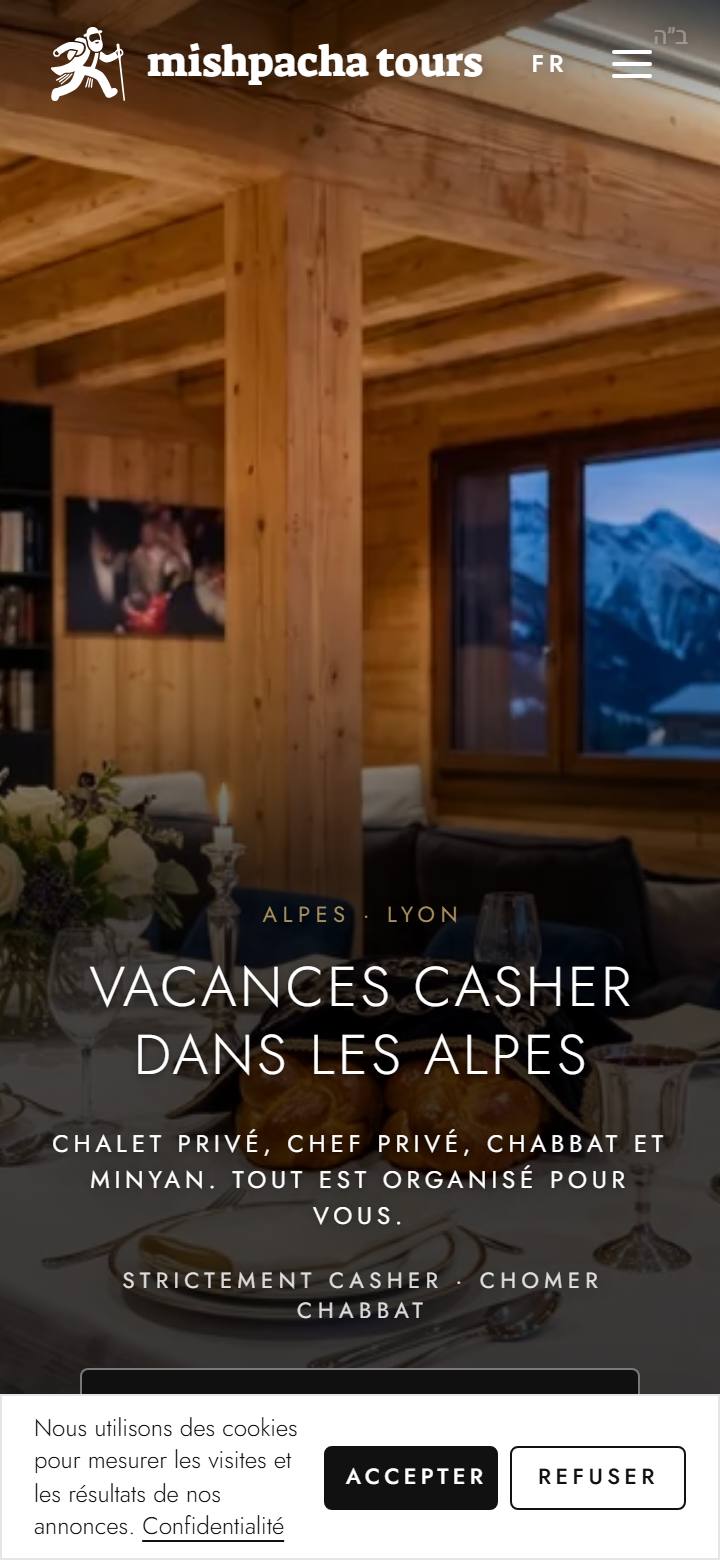 ב"ה
mishpacha tours
FR
ALPES · LYON
VACANCES CASHER
DANS LES ALPES
CHALET PRIVÉ, CHEF PRIVÉ, CHABBAT ET
MINYAN. TOUT EST ORGANISÉ POUR
VOUS.
STRICTEMENT CASHER · CHOMER
CHABBAT
Nous utilisons des cookies
pour mesurer les visites et
les résultats de nos
annonces. Confidentialité
ACCEPTER
REFUSER